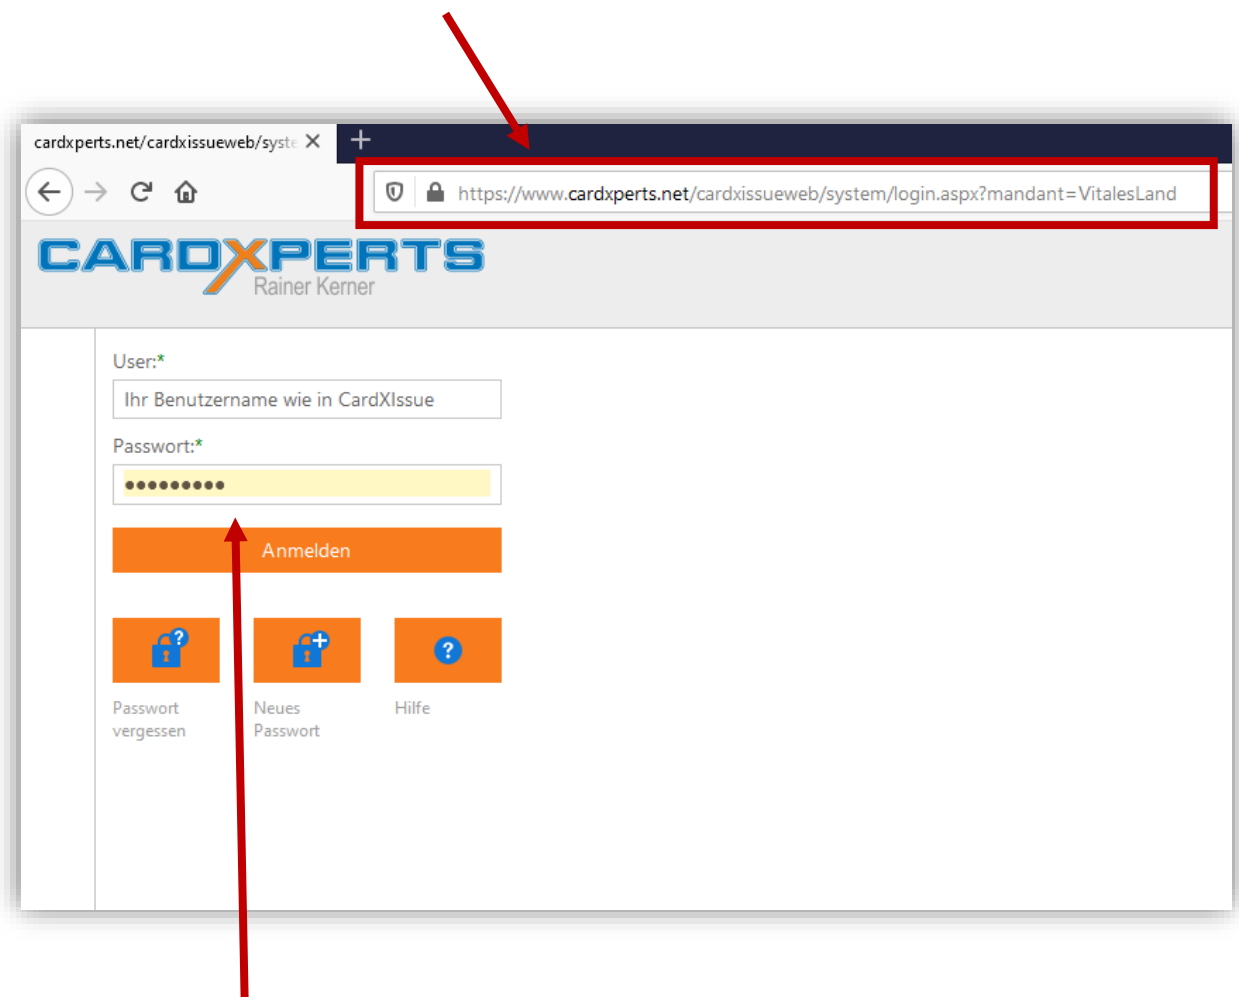 cardxperts.net/cardxissueweb/syste
https://www.cardxperts.net/cardxissueweb/system/login.aspx?mandant=VitalesLand
CARDXPERTS
Rainer Kerner
User:*
Ihr Benutzername wie in CardXIssue
Passwort:*
Anmelden
Passwort vergessen
Neues Passwort
Hilfe